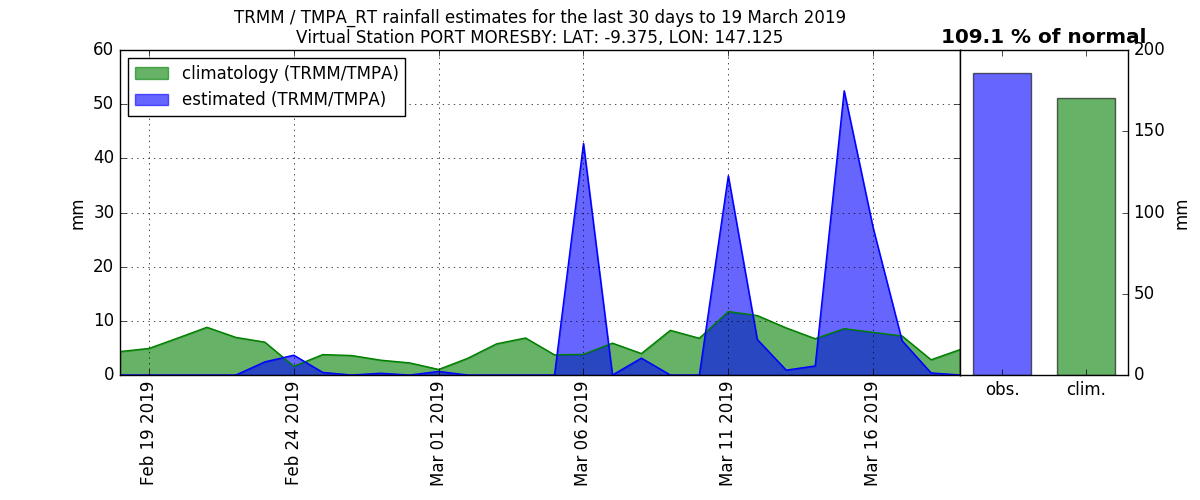 TRMM / TMPA_RT rainfall estimates for the last 30 days to 19 March 2019
Virtual Station PORT MORESBY: LAT: -9.375, LON: 147.125
109.1 % of normal
climatology (TRMM/TMPA)
estimated (TRMM/TMPA)
60
50
40
30
20
10
0
mm
200
150
100
50
0
mm
Feb 19 2019
Feb 24 2019
Mar 01 2019
Mar 06 2019
Mar 11 2019
Mar 16 2019
obs.
clim.